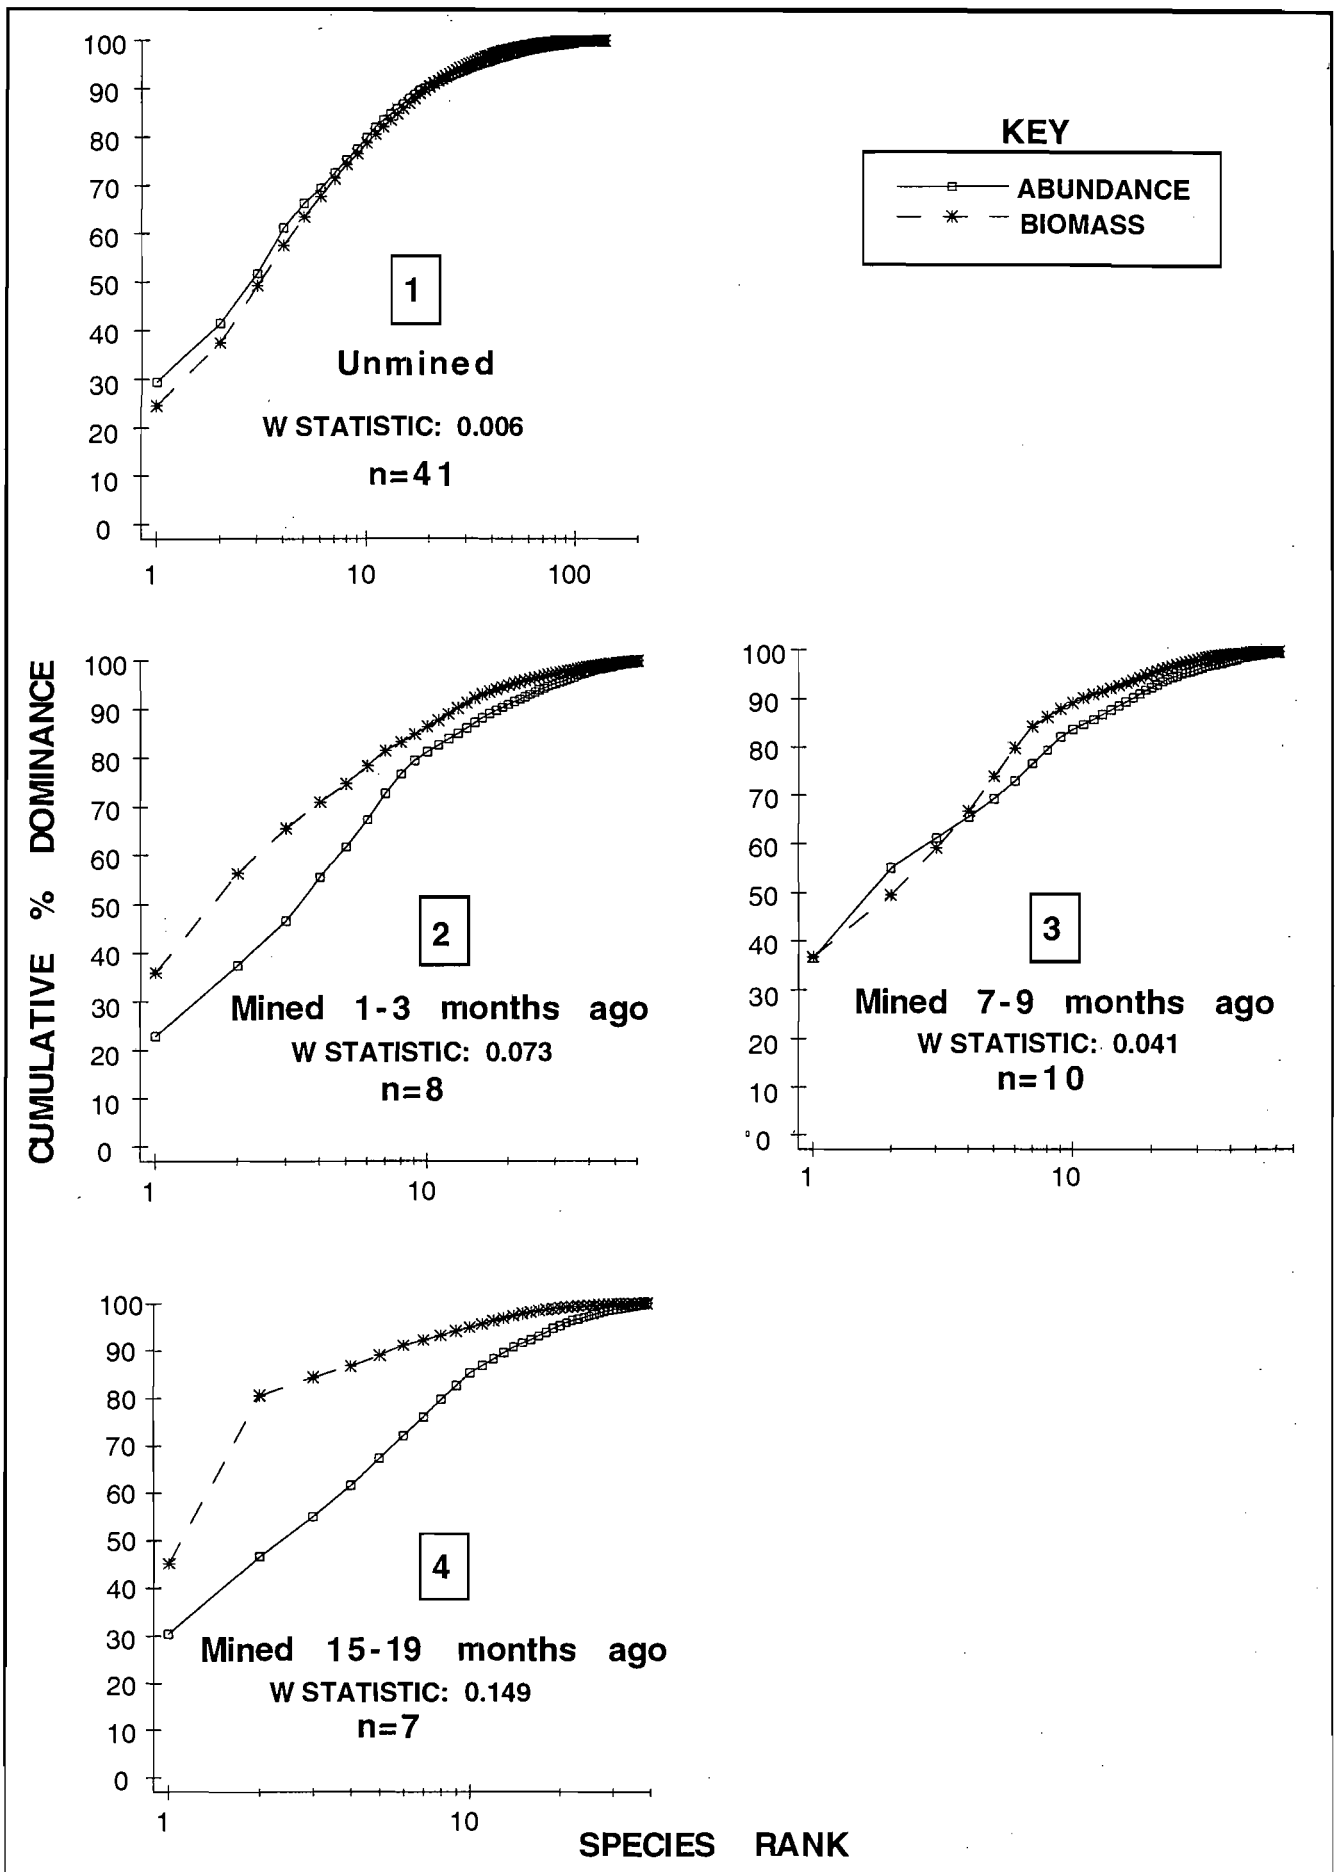 100
90
80
70
60
50
40
30
20
10
0
1 10 100
1
Unmined
W STATISTIC: 0.006
n=41
KEY
ABUNDANCE
BIOMASS
CUMULATIVE % DOMINANCE
100
90
80
70
60
50
40
30
20
10
0
1 10
2
Mined 1-3 months ago
W STATISTIC: 0.073
n=8
100
90
80
70
60
50
40
30
20
10
0
1 10
3
Mined 7-9 months ago
W STATISTIC: 0.041
n=10
100
90
80
70
60
50
40
30
20
10
0
1 10
4
Mined 15-19 months ago
W STATISTIC: 0.149
n=7
SPECIES RANK